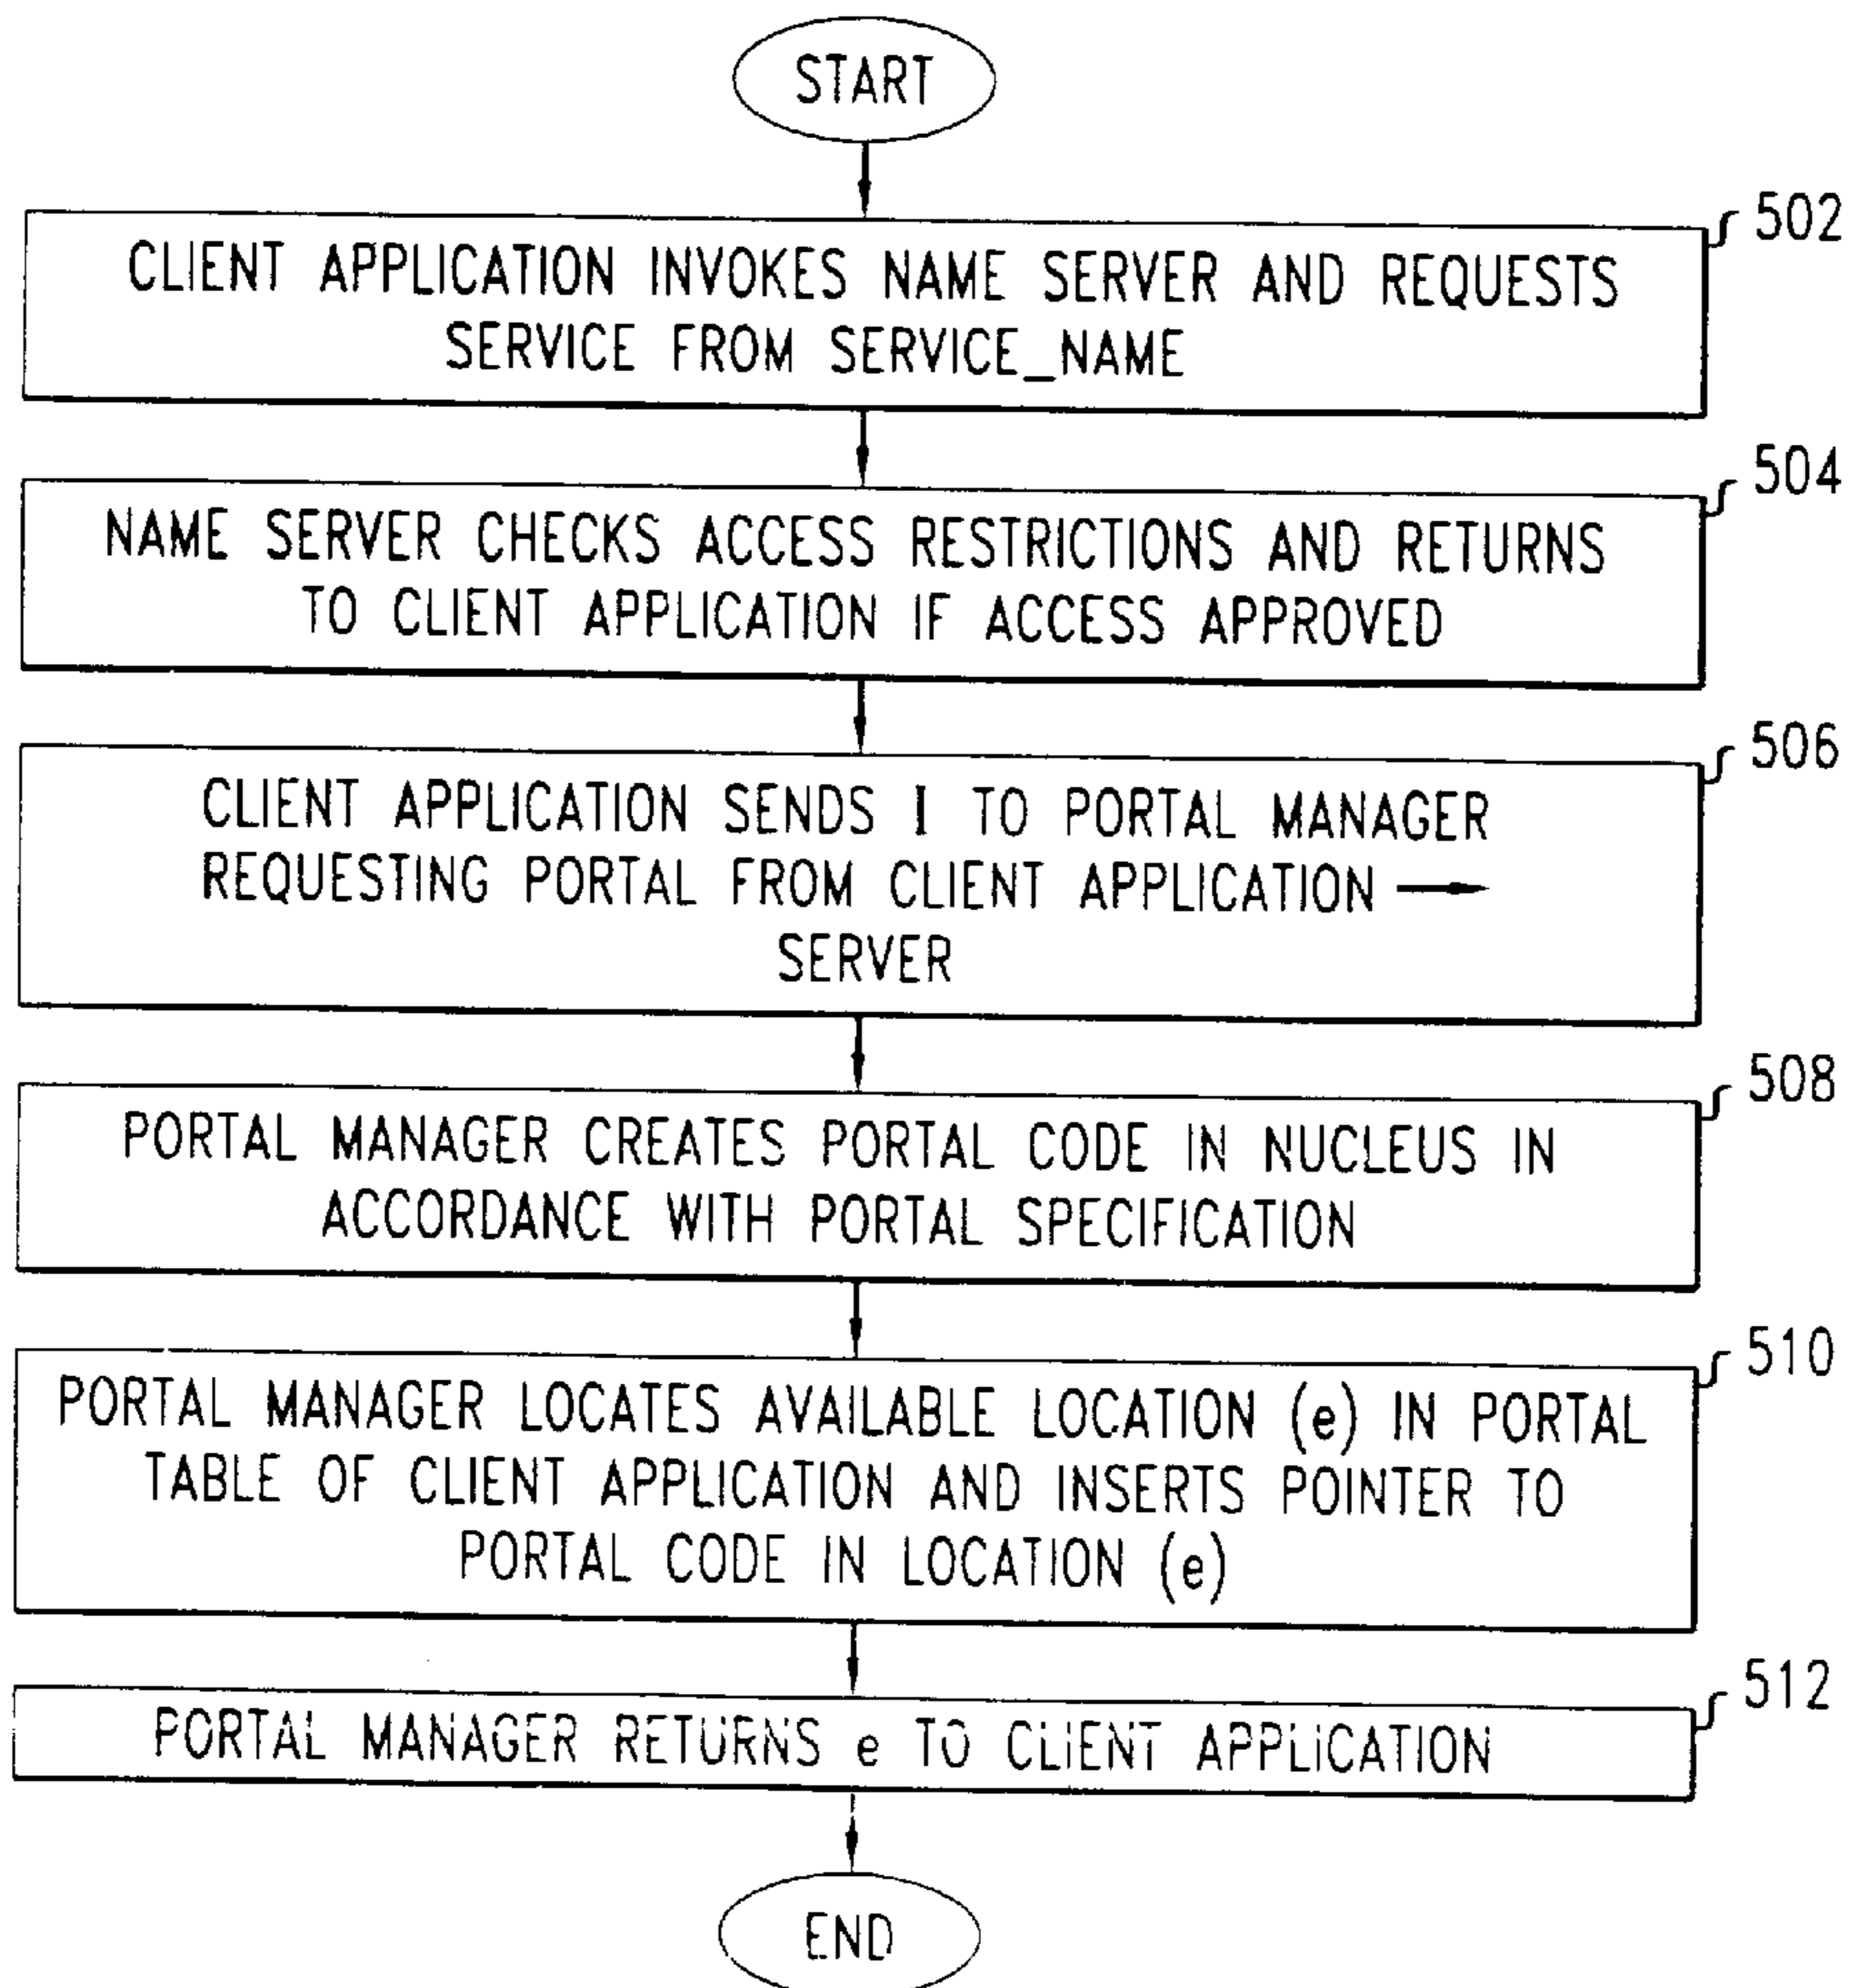 START
502
CLIENT APPLICATION INVOKES NAME SERVER AND REQUESTS
SERVICE FROM SERVICE_NAME
504
NAME SERVER CHECKS ACCESS RESTRICTIONS AND RETURNS
TO CLIENT APPLICATION IF ACCESS APPROVED
506
CLIENT APPLICATION SENDS I TO PORTAL MANAGER
REQUESTING PORTAL FROM CLIENT APPLICATION →
SERVER
508
PORTAL MANAGER CREATES PORTAL CODE IN NUCLEUS IN
ACCORDANCE WITH PORTAL SPECIFICATION
510
PORTAL MANAGER LOCATES AVAILABLE LOCATION (e) IN PORTAL
TABLE OF CLIENT APPLICATION AND INSERTS POINTER TO
PORTAL CODE IN LOCATION (e)
512
PORTAL MANAGER RETURNS e TO CLIENT APPLICATION
END